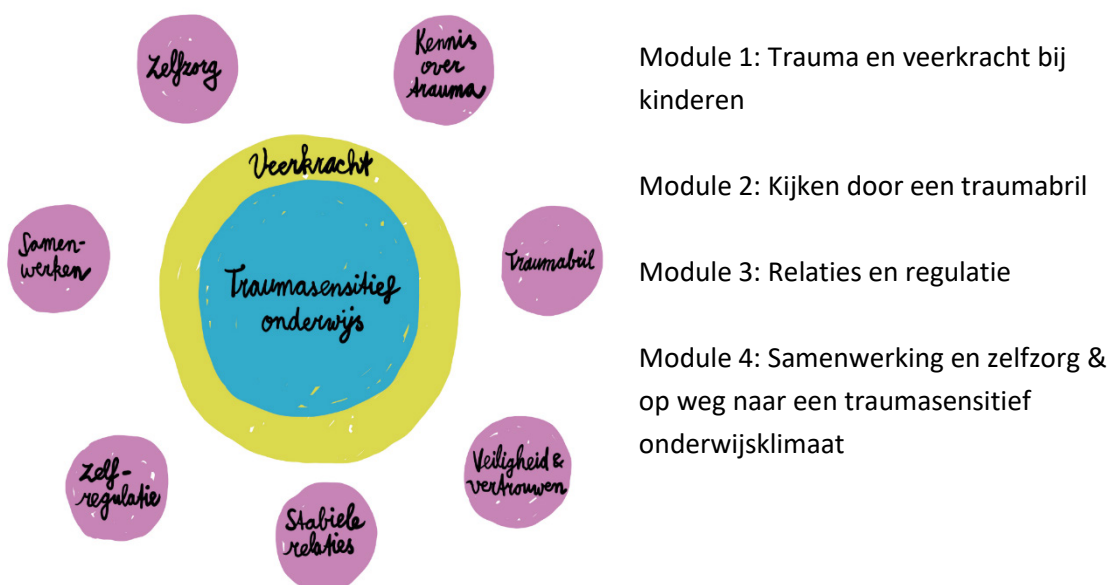 Zelfzorg
Kennis
over
trauma
Veerkracht
Samen-
werken
Traumasensitief
onderwijs
Traumabril
Zelf-
regulatie
Stabiele
relaties
Veiligheid &
vertrouwen
Module 1: Trauma en veerkracht bij
kinderen
Module 2: Kijken door een traumabril
Module 3: Relaties en regulatie
Module 4: Samenwerking en zelfzorg &
op weg naar een traumasensitief
onderwijsklimaat